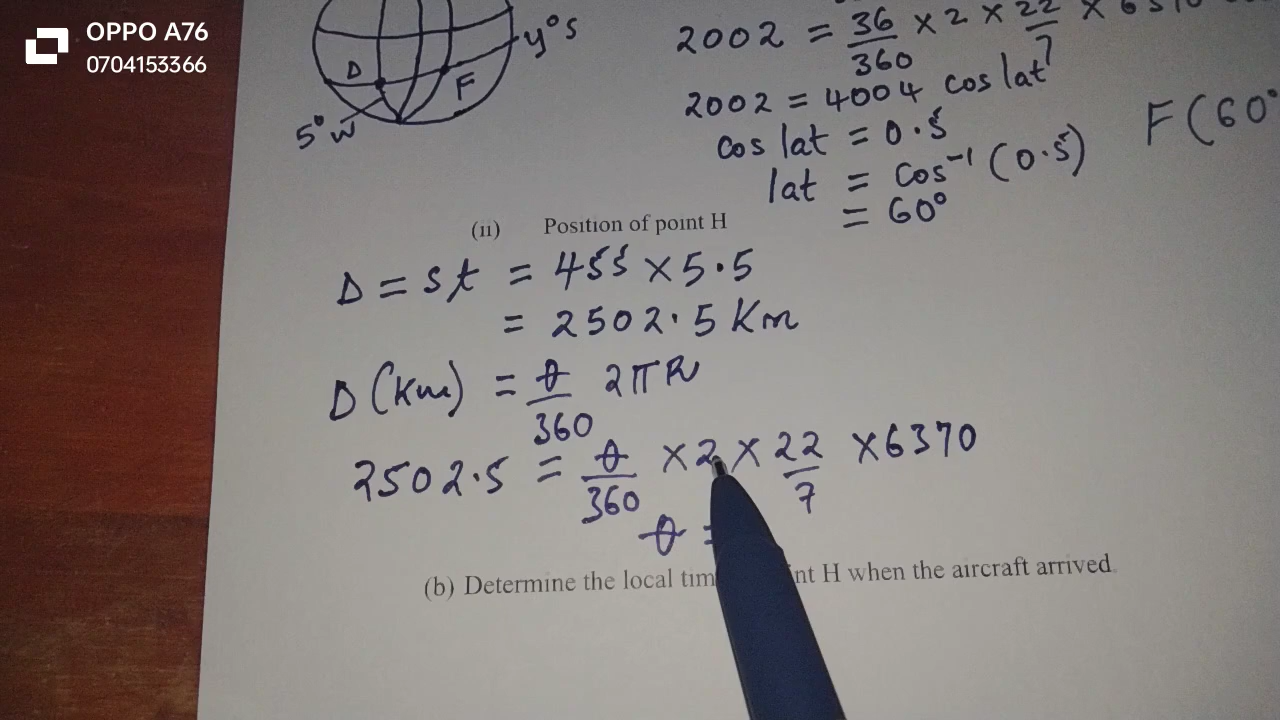 OPPO A76
0704153366
y°s
D
F
5°W
2002 = 36/360 × 2 × 22/7 × 6370
2002 = 4004 cos lat
cos lat = 0.5
lat = cos⁻¹ (0.5)
= 60°
F(60°
(ii) Position of point H
D = st = 455 × 5.5
= 2502.5 Km
D(Km) = θ/360 2πR
2502.5 = θ/360 × 2 × 22/7 × 6370
θ =
(b) Determine the local H when the aircraft arrived